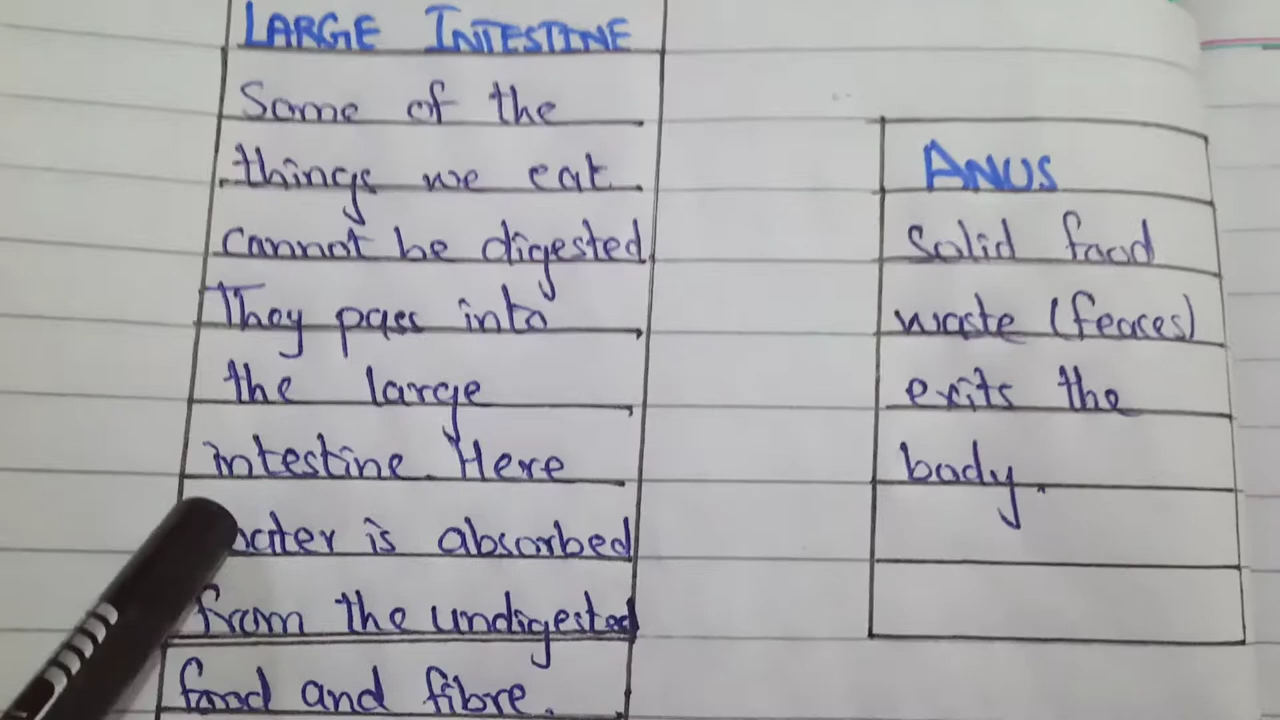 LARGE INTESTINE
Some of the
things we eat
cannot be digested
They pass into
the large
intestine. Here
water is absorbed
from the undigested
food and fibre.
ANUS
Solid food
waste (feaces)
exits the
body.